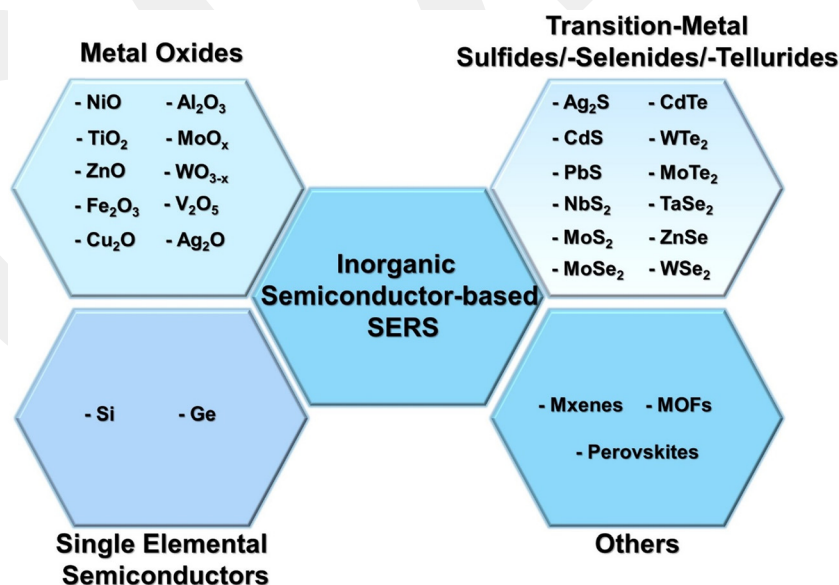 Metal Oxides
- NiO
- Al₂O₃
- TiO₂
- MoOₓ
- ZnO
- WO₃₋ₓ
- Fe₂O₃
- V₂O₅
- Cu₂O
- Ag₂O
Transition-Metal
Sulfides/-Selenides/-Tellurides
- Ag₂S
- CdTe
- CdS
- WTe₂
- PbS
- MoTe₂
- NbS₂
- TaSe₂
- MoS₂
- ZnSe
- MoSe₂
- WSe₂
Inorganic
Semiconductor-based
SERS
- Si
- Ge
Single Elemental
Semiconductors
- Mxenes
- MOFs
- Perovskites
Others